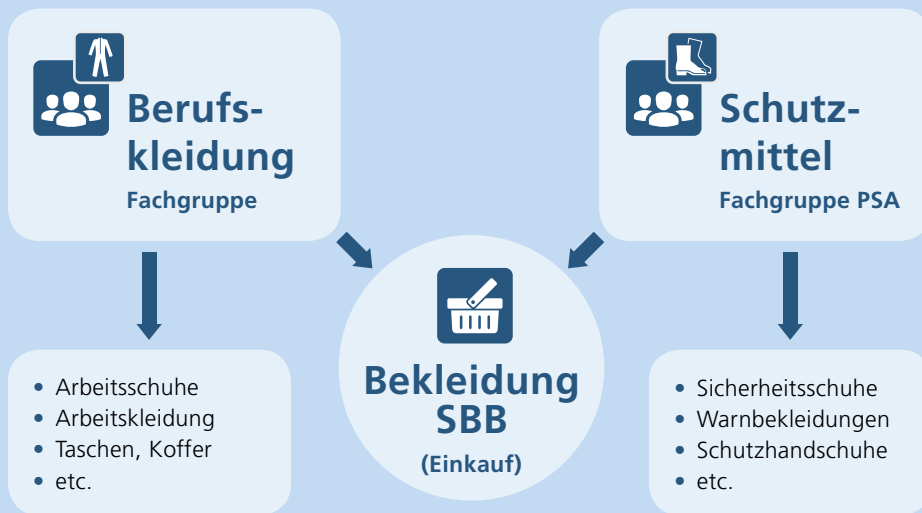 Berufs-
kleidung
Fachgruppe
Schutz-
mittel
Fachgruppe PSA
Bekleidung
SBB
(Einkauf)
• Arbeitsschuhe
• Arbeitskleidung
• Taschen, Koffer
• etc.
• Sicherheitsschuhe
• Warnbekleidungen
• Schutzhandschuhe
• etc.